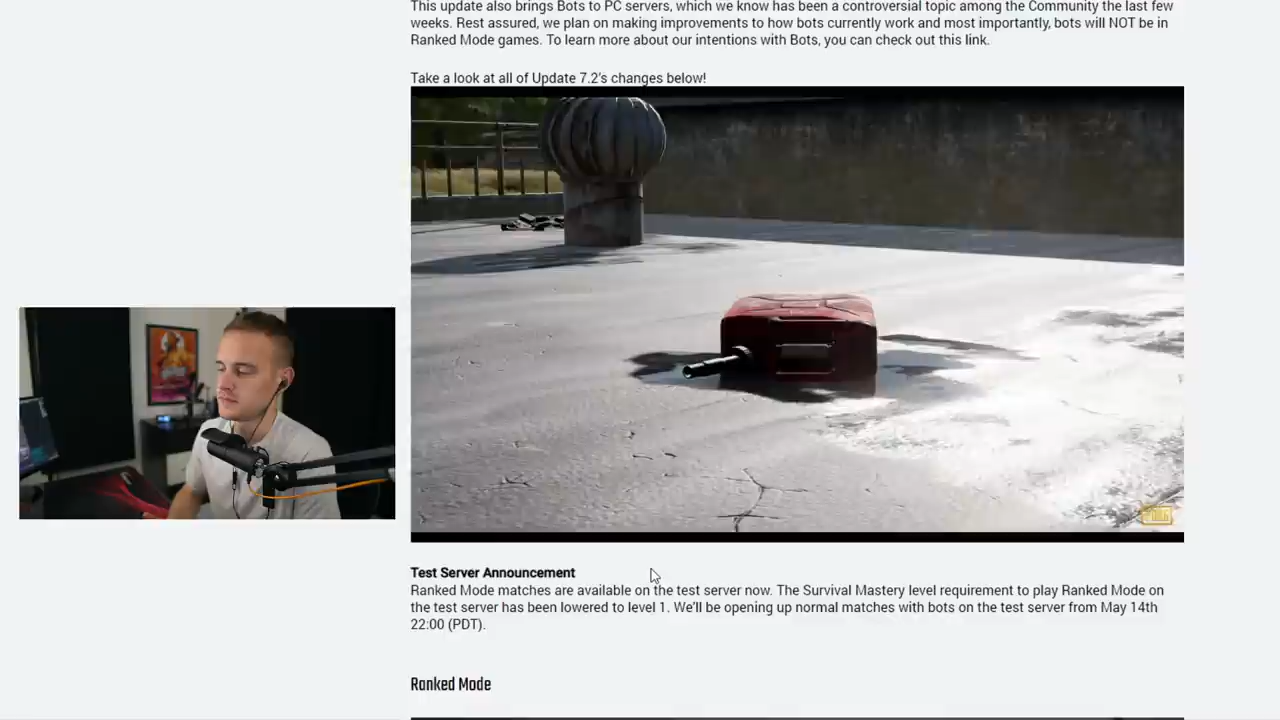 This update also brings Bots to PC servers, which we know has been a controversial topic among the Community the last few
weeks. Rest assured, we plan on making improvements to how bots currently work and most importantly, bots will NOT be in
Ranked Mode games. To learn more about our intentions with Bots, you can check out this link.
Take a look at all of Update 7.2's changes below!
Test Server Announcement
Ranked Mode matches are available on the test server now. The Survival Mastery level requirement to play Ranked Mode on
the test server has been lowered to level 1. We'll be opening up normal matches with bots on the test server from May 14th
22:00 (PDT).
Ranked Mode